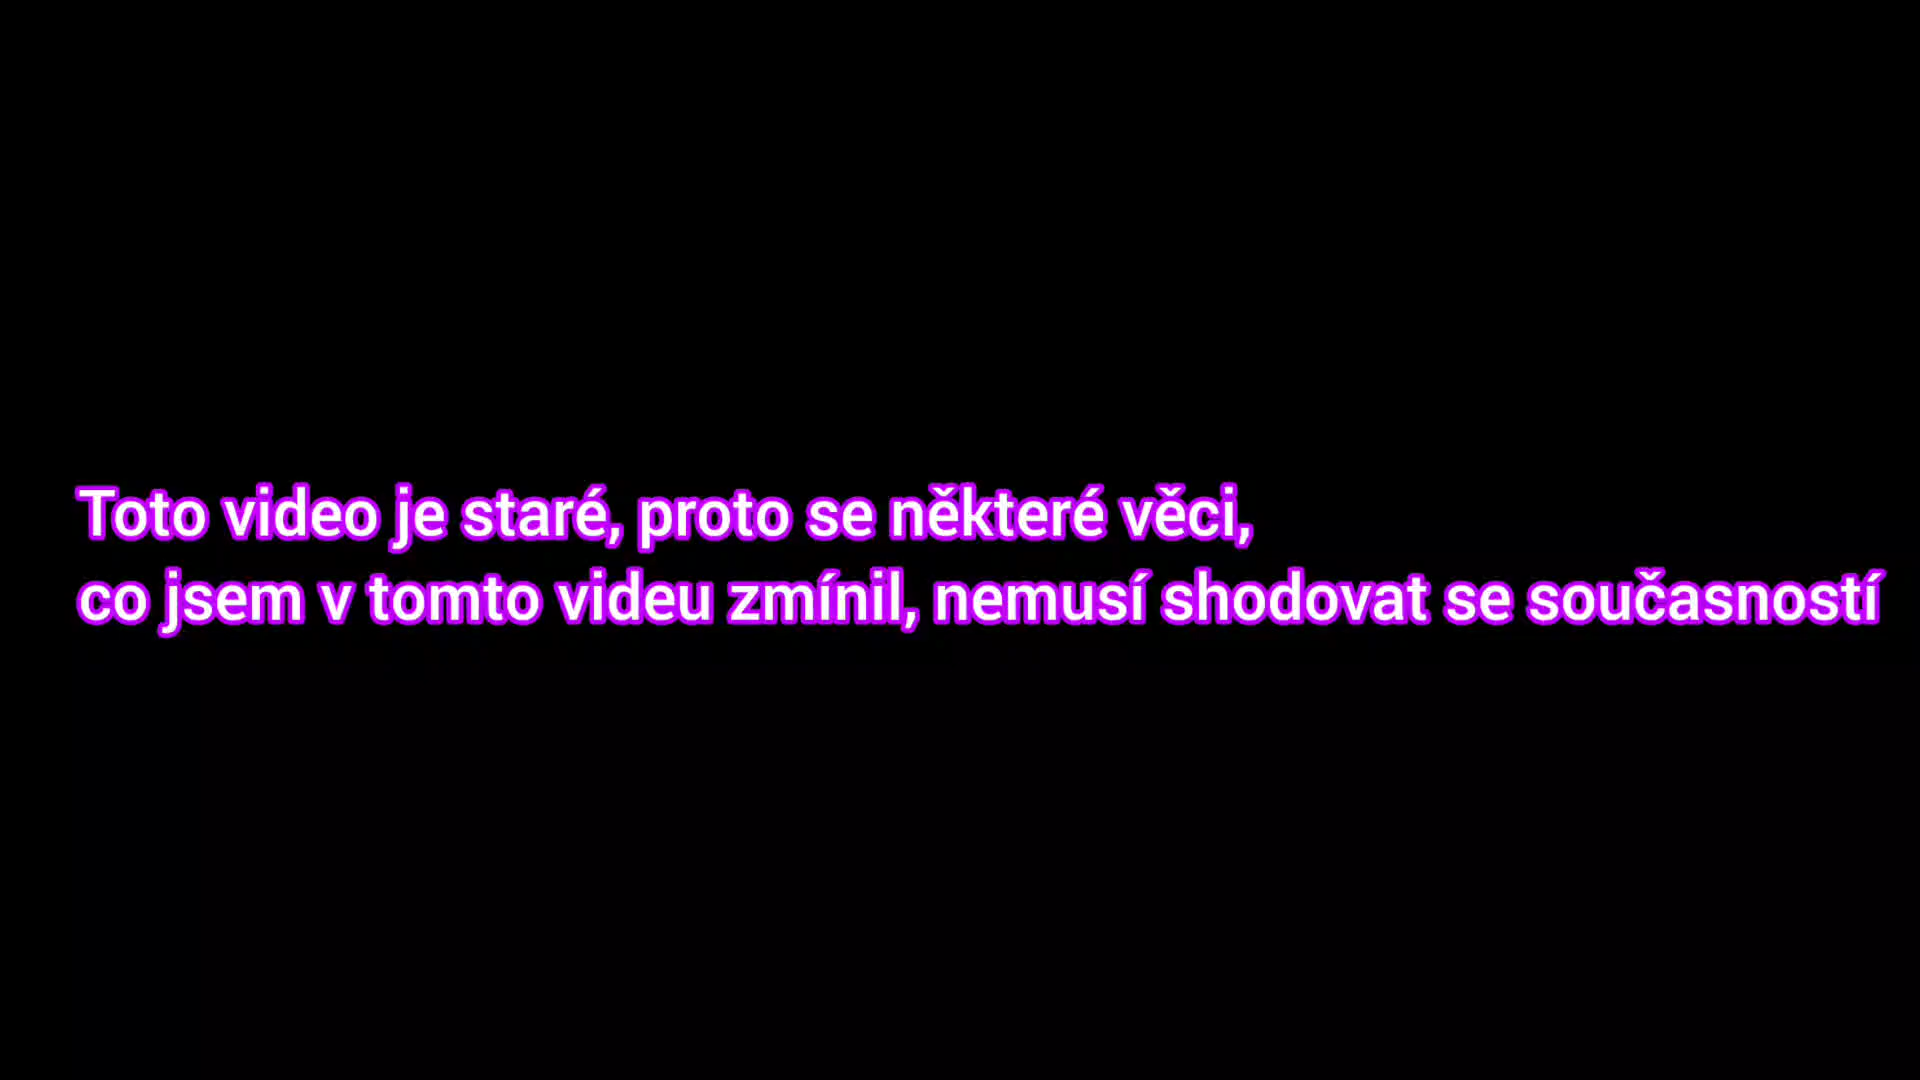 Toto video je staré, proto se některé věci,
co jsem v tomto videu zmínil, nemusí shodovat se současností